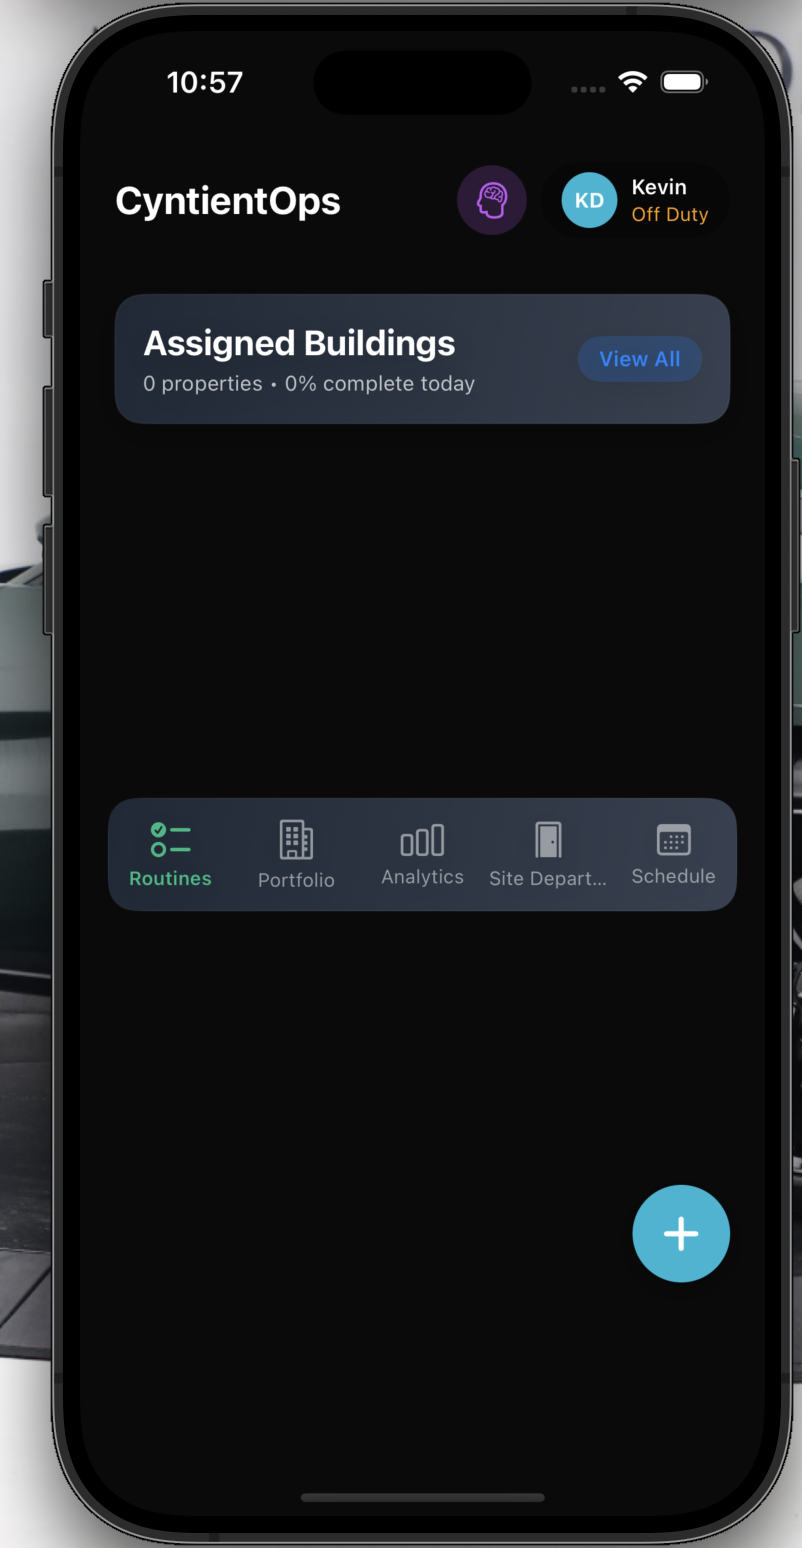 10:57
CyntientOps
KD
Kevin
Off Duty
Assigned Buildings
0 properties • 0% complete today
View All
Routines
Portfolio
Analytics
Site Depart...
Schedule